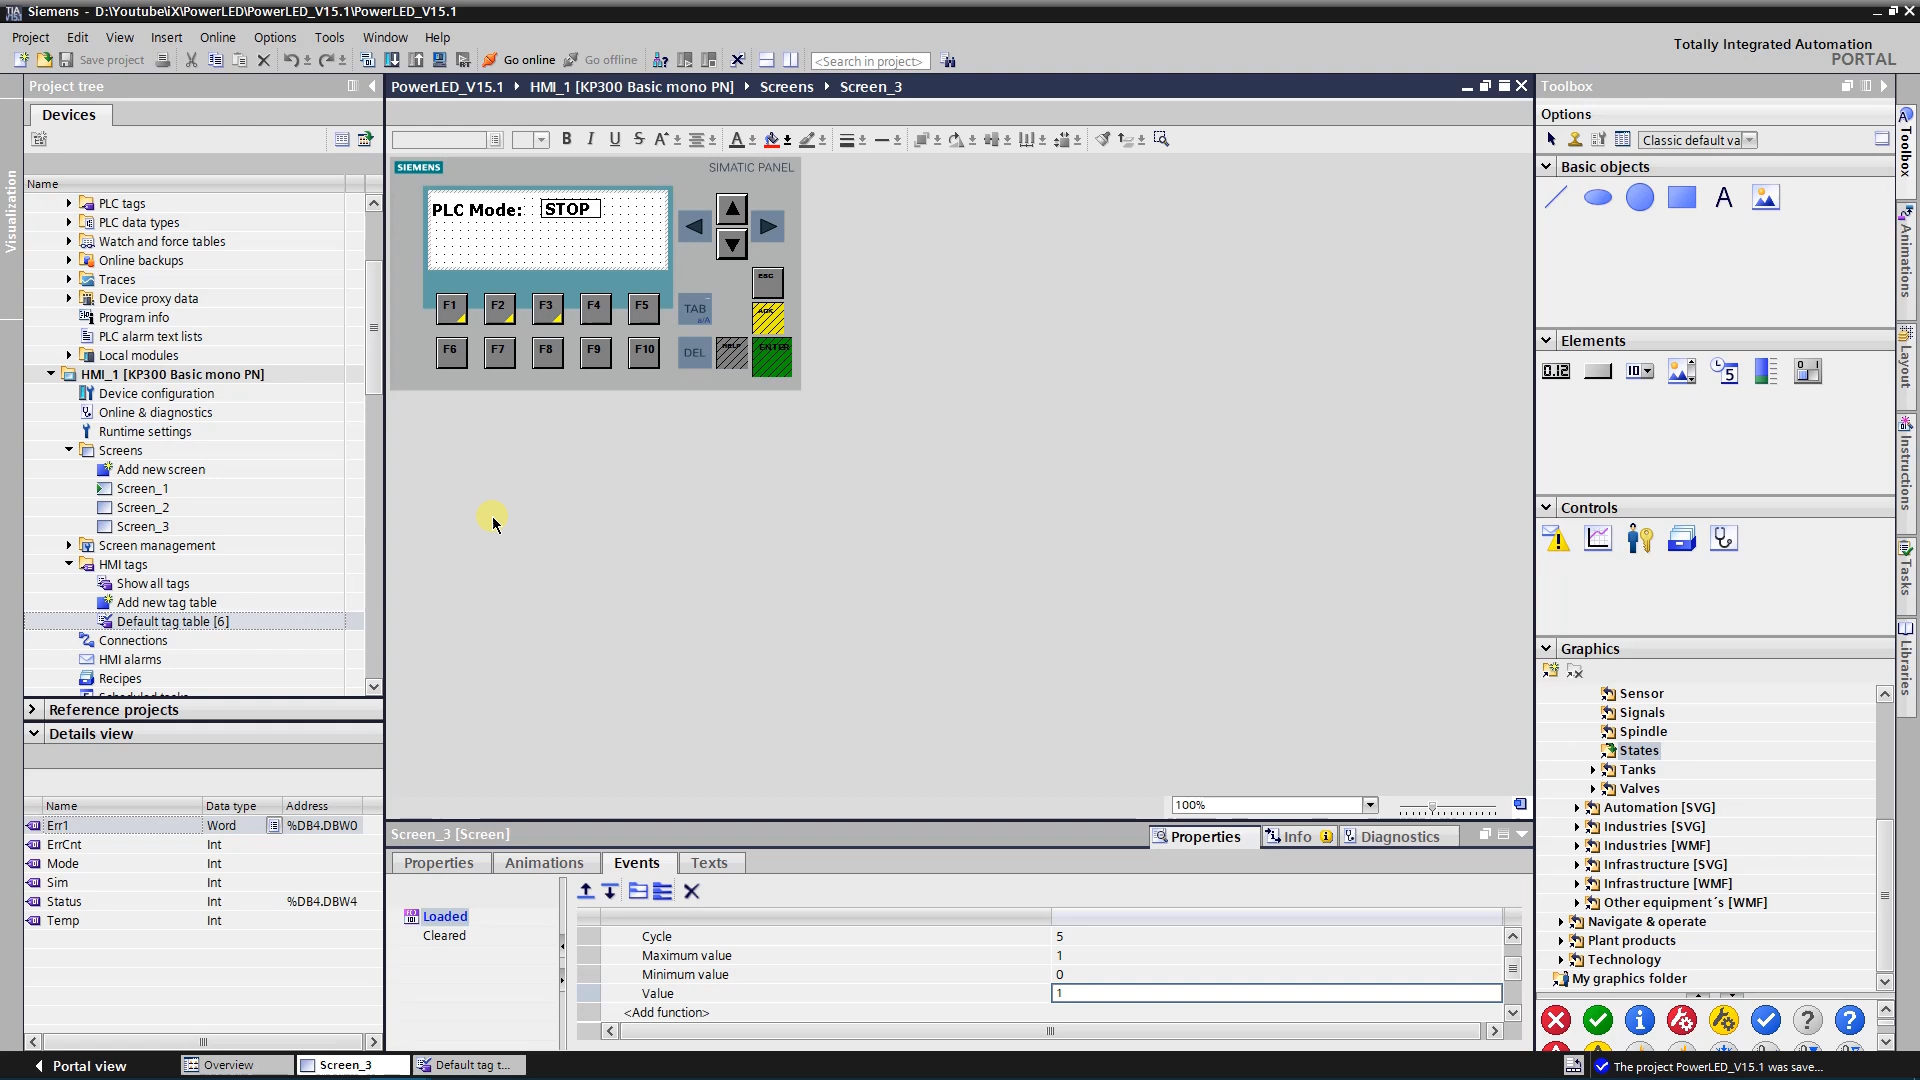 Siemens - D:\Youtube\iX\PowerLED\PowerLED_V15.1\PowerLED_V15.1
Project Edit View Insert Online Options Tools Window Help
Save project Go online Go offline <Search in project>
Totally Integrated Automation
PORTAL
Project tree
Devices
Visualization
Name
PLC tags
PLC data types
Watch and force tables
Online backups
Traces
Device proxy data
Program info
PLC alarm text lists
Local modules
HMI_1 [KP300 Basic mono PN]
Device configuration
Online & diagnostics
Runtime settings
Screens
Add new screen
Screen_1
Screen_2
Screen_3
Screen management
HMI tags
Show all tags
Add new tag table
Default tag table [6]
Connections
HMI alarms
Recipes
Reference projects
Details view
Name Data type Address
Err1 Word %DB4.DBW0
ErrCnt Int
Mode Int
Sim Int
Status Int %DB4.DBW4
Temp Int
PowerLED_V15.1 HMI_1 [KP300 Basic mono PN] Screens Screen_3
B I U S A A
SIEMENS SIMATIC PANEL
PLC Mode: STOP
ESC
F1 F2 F3 F4 F5 TAB a/A ACK
F6 F7 F8 F9 F10 DEL HELP ENTER
100%
Screen_3 [Screen] Properties Info Diagnostics
Properties Animations Events Texts
Loaded
Cleared
Cycle 5
Maximum value 1
Minimum value 0
Value 1
<Add function>
Toolbox
Options
Classic default va
Basic objects
A
Elements
0.12 10 5
Controls
Graphics
Sensor
Signals
Spindle
States
Tanks
Valves
Automation [SVG]
Industries [SVG]
Industries [WMF]
Infrastructure [SVG]
Infrastructure [WMF]
Other equipment´s [WMF]
Navigate & operate
Plant products
Technology
My graphics folder
Toolbox
Animations
Layout
Instructions
Tasks
Libraries
Portal view Overview Screen_3 Default tag t... The project PowerLED_V15.1 was save...